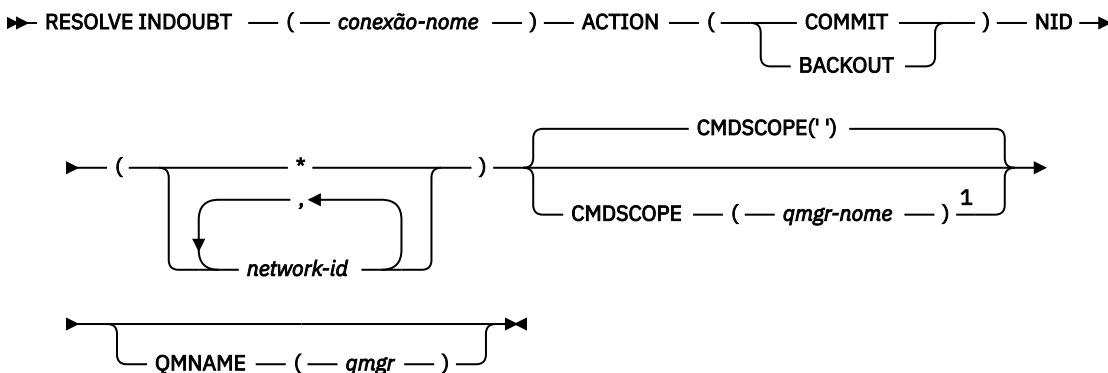 RESOLVE INDOUBT ( conexão-nome ) ACTION ( COMMIT ) NID
BACKOUT
CMDSCOPE(' ')
( * )
,
CMDSCOPE ( qmgr-nome ) 1
network-id
QMNAME ( qmgr )